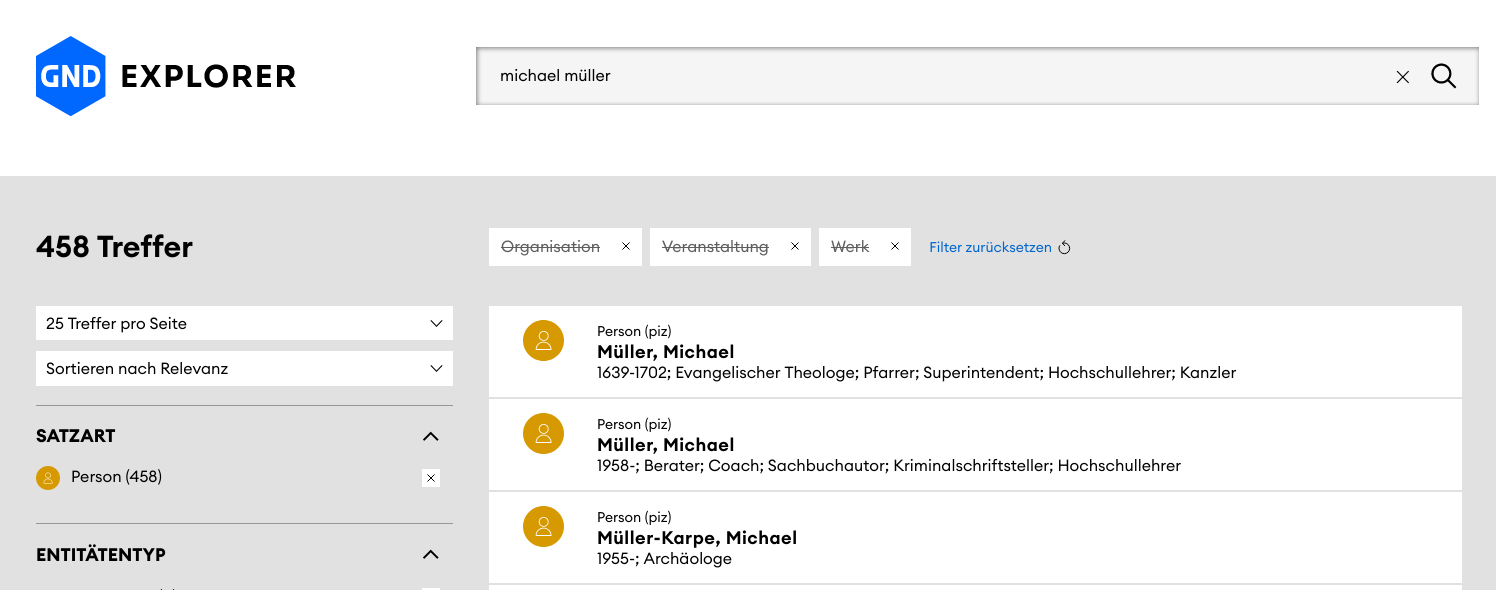 GND EXPLORER
michael müller
458 Treffer
Organisation
Veranstaltung
Werk
Filter zurücksetzen
25 Treffer pro Seite
Sortieren nach Relevanz
SATZART
Person (458)
ENTITÄTENTYP
Person (piz)
Müller, Michael
1639-1702; Evangelischer Theologe; Pfarrer; Superintendent; Hochschullehrer; Kanzler
Person (piz)
Müller, Michael
1958-; Berater; Coach; Sachbuchautor; Kriminalschriftsteller; Hochschullehrer
Person (piz)
Müller-Karpe, Michael
1955-; Archäologe